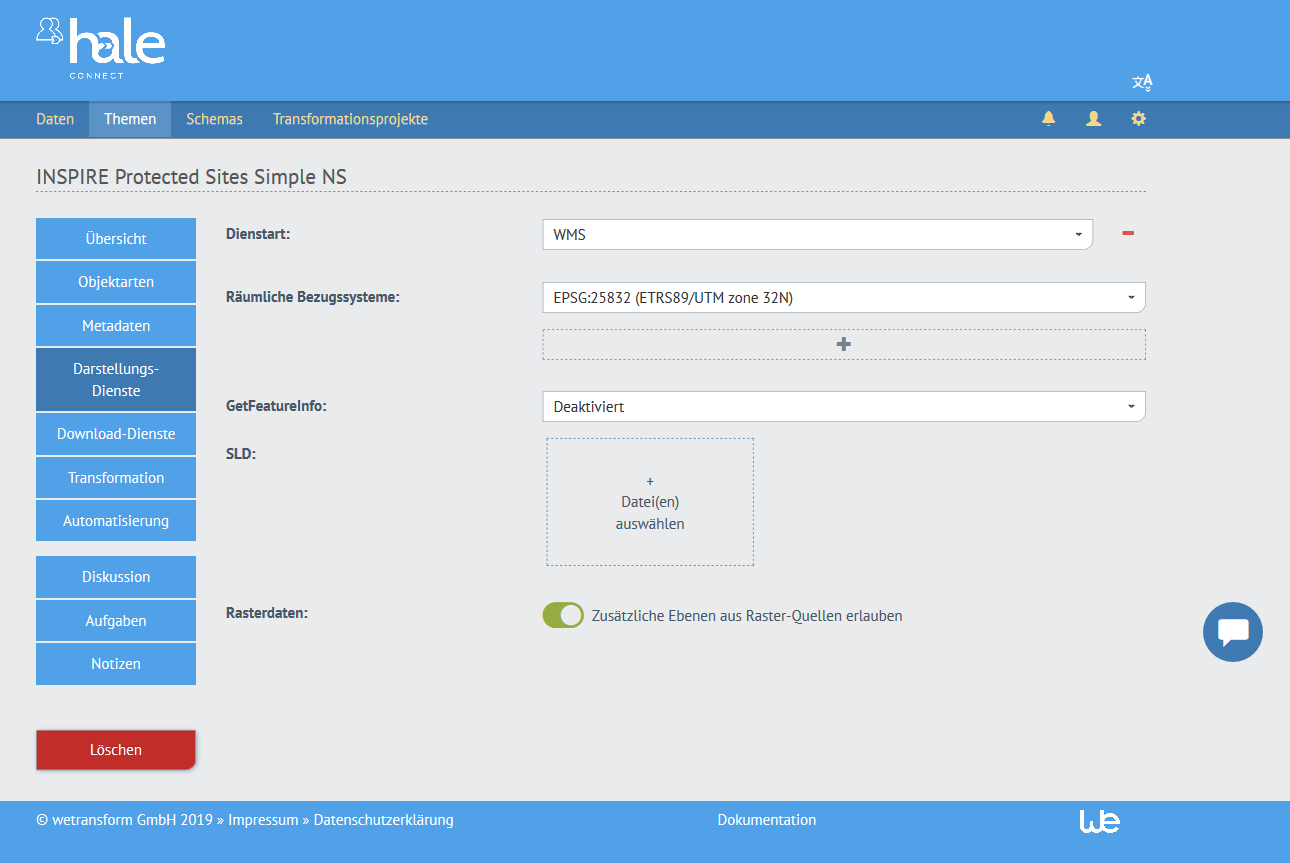 hale
CONNECT
Daten Themen Schemas Transformationsprojekte
INSPIRE Protected Sites Simple NS
Übersicht
Objektarten
Metadaten
Darstellungs-
Dienste
Download-Dienste
Transformation
Automatisierung
Diskussion
Aufgaben
Notizen
Löschen
Dienstart: WMS
Räumliche Bezugssysteme: EPSG:25832 (ETRS89/UTM zone 32N)
+
GetFeatureInfo: Deaktiviert
SLD:
+
Datei(en)
auswählen
Rasterdaten: Zusätzliche Ebenen aus Raster-Quellen erlauben
© wetransform GmbH 2019 » Impressum » Datenschutzerklärung Dokumentation we